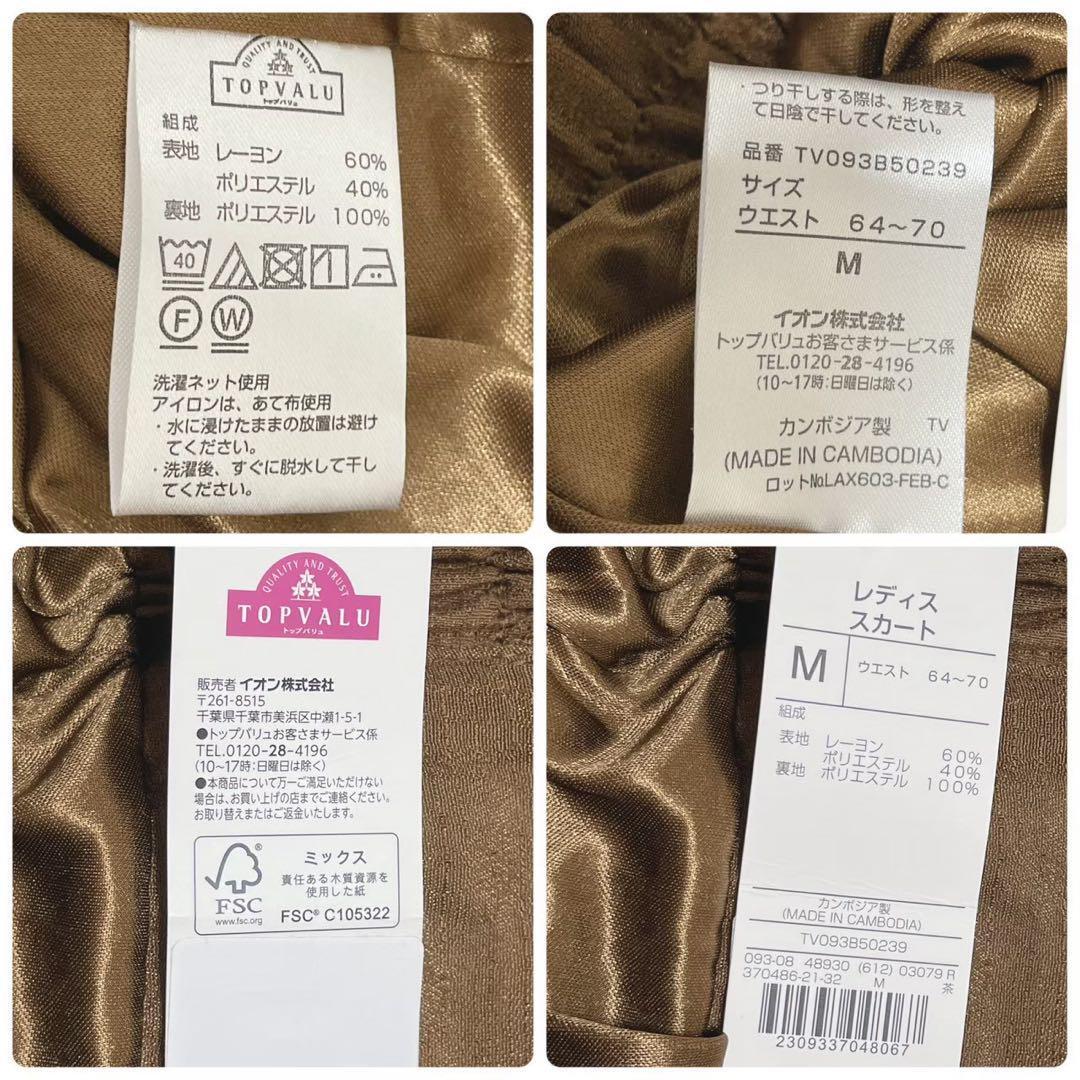 QUALITY AND TRUST
TOPVALU
トップバリュ
組成
表地 レーヨン 60%
ポリエステル 40%
裏地 ポリエステル 100%
40
F W
洗濯ネット使用
アイロンは、あて布使用
・水に浸けたままの放置は避け
てください。
・洗濯後、すぐに脱水して干し
てください。
・つり干しする際は、形を整え
て日陰で干してください。
品番 TV093B50239
サイズ
ウエスト 64～70
M
イオン株式会社
トップバリュお客さまサービス係
TEL.0120-28-4196
(10～17時:日曜日は除く)
カンボジア製 TV
(MADE IN CAMBODIA)
ロットNo.LAX603-FEB-C
QUALITY AND TRUST
TOPVALU
トップバリュ
販売者 イオン株式会社
〒261-8515
千葉県千葉市美浜区中瀬1-5-1
●トップバリュお客さまサービス係
TEL.0120-28-4196
(10～17時:日曜日は除く)
●本商品について万一ご満足いただけない
場合は、お買い上げの店までご連絡ください。
お取り替えまたはご返金いたします。
FSC
www.fsc.org
ミックス
責任ある木質資源を
使用した紙
FSC® C105322
レディス
スカート
M ウエスト 64～70
組成
表地 レーヨン 60%
ポリエステル 40%
裏地 ポリエステル 100%
カンボジア製
(MADE IN CAMBODIA)
TV093B50239
093-08 48930 (612) 03079 R
370486-21-32 M 茶
2309337048067